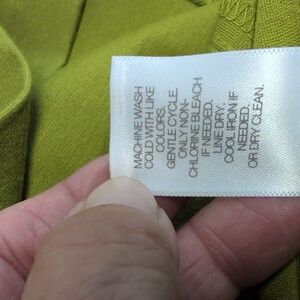 MACHINE WASH
COLD WITH LIKE
COLORS.
GENTLE CYCLE.
ONLY NON-
CHLORINE BLEACH
IF NEEDED.
LINE DRY.
COOL IRON IF
NEEDED.
OR DRY CLEAN.